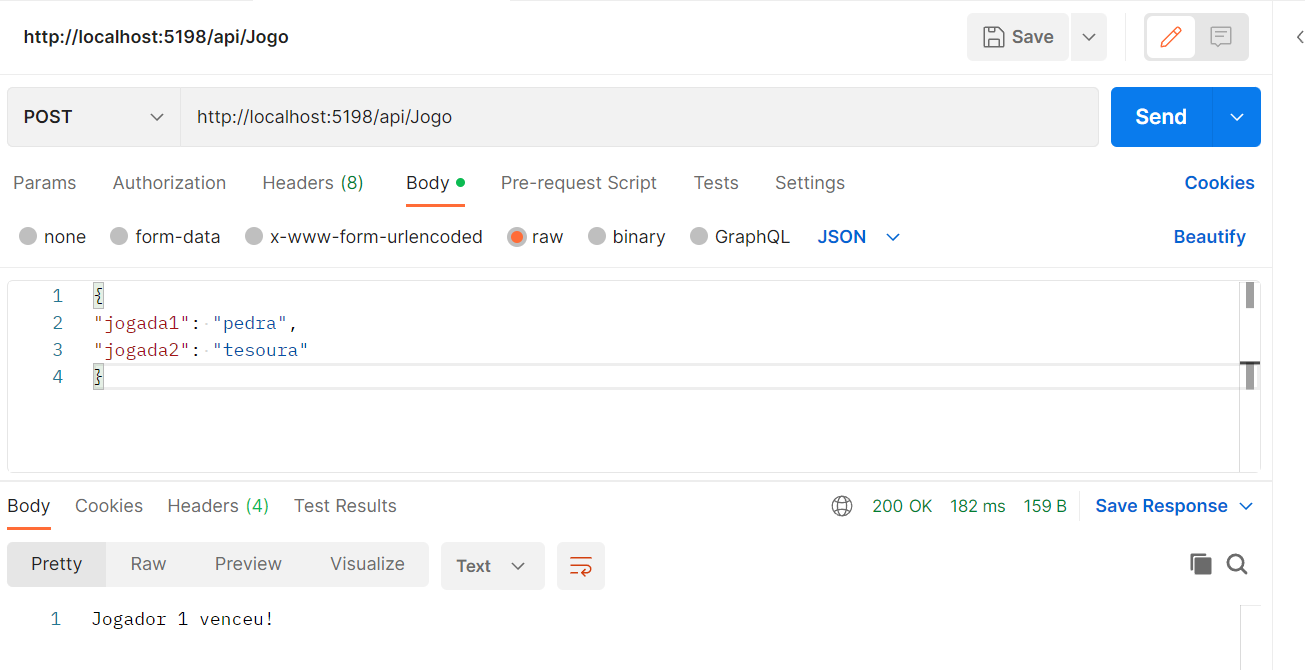 http://localhost:5198/api/Jogo
Save
POST
http://localhost:5198/api/Jogo
Send
Params Authorization Headers (8) Body Pre-request Script Tests Settings Cookies
none form-data x-www-form-urlencoded raw binary GraphQL JSON Beautify
1 {
2 "jogada1": "pedra",
3 "jogada2": "tesoura"
4 }
Body Cookies Headers (4) Test Results 200 OK 182 ms 159 B Save Response
Pretty Raw Preview Visualize Text
1 Jogador 1 venceu!